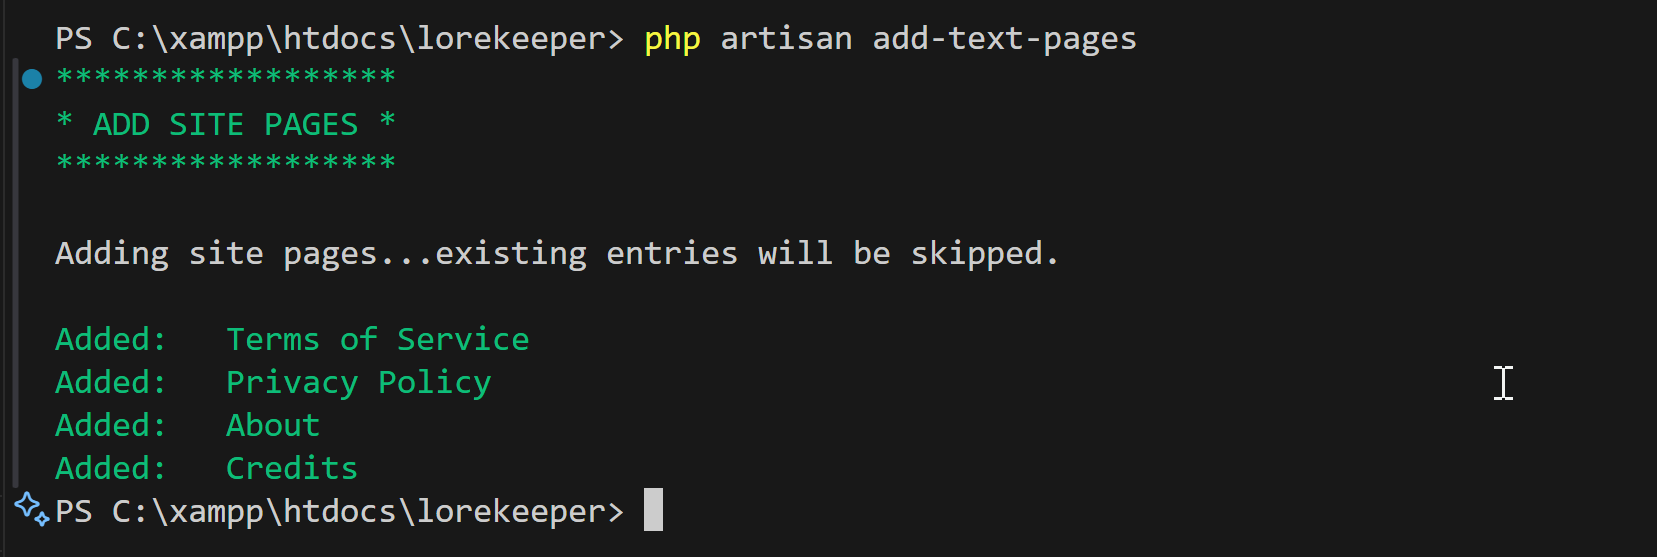 PS C:\xampp\htdocs\lorekeeper> php artisan add-text-pages
******************
* ADD SITE PAGES *
******************
Adding site pages...existing entries will be skipped.
Added:   Terms of Service
Added:   Privacy Policy
Added:   About
Added:   Credits
PS C:\xampp\htdocs\lorekeeper>